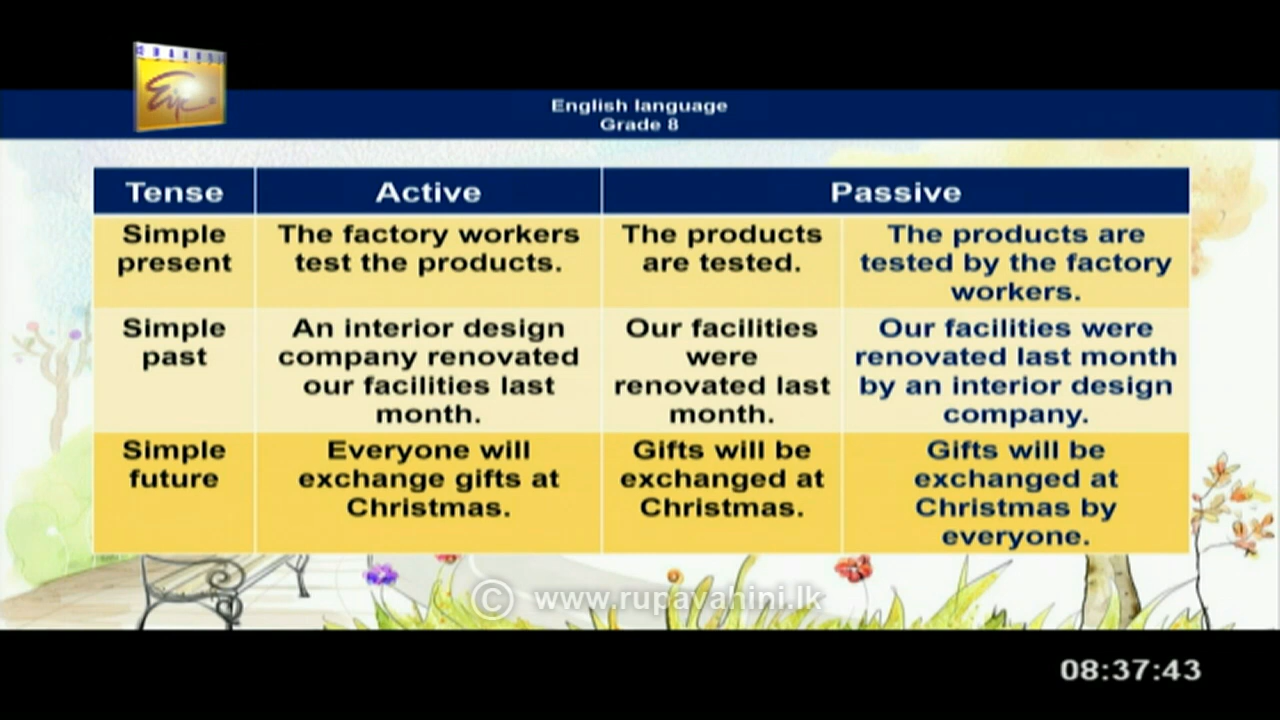 English language
Grade 8
Tense
Active
Passive
Simple
present
The factory workers
test the products.
The products
are tested.
The products are
tested by the factory
workers.
Simple
past
An interior design
company renovated
our facilities last
month.
Our facilities
were
renovated last
month.
Our facilities were
renovated last month
by an interior design
company.
Simple
future
Everyone will
exchange gifts at
Christmas.
Gifts will be
exchanged at
Christmas.
Gifts will be
exchanged at
Christmas by
everyone.
© www.rupavahini.lk
08:37:43